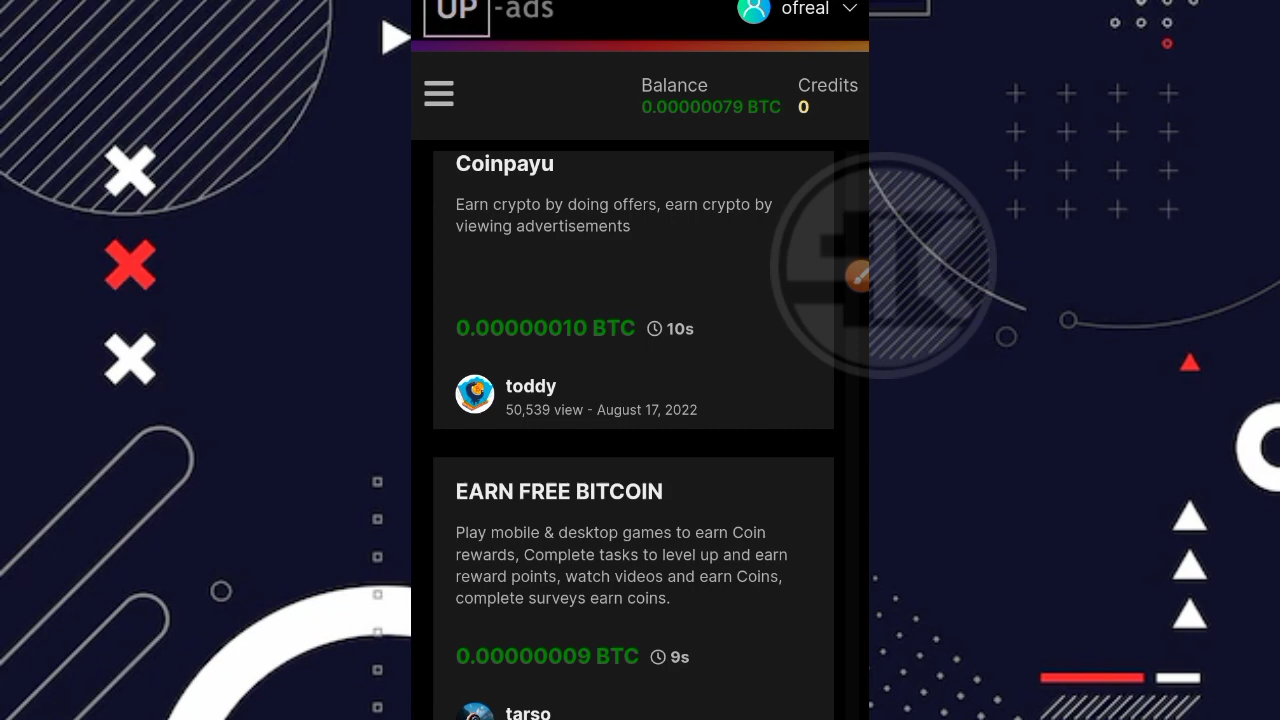 UP-ads
ofreal
Balance
Credits
0.00000079 BTC
0
Coinpayu
Earn crypto by doing offers, earn crypto by
viewing advertisements
0.00000010 BTC
10s
toddy
50,539 view - August 17, 2022
EARN FREE BITCOIN
Play mobile & desktop games to earn Coin
rewards, Complete tasks to level up and earn
reward points, watch videos and earn Coins,
complete surveys earn coins.
0.00000009 BTC
9s
tarso